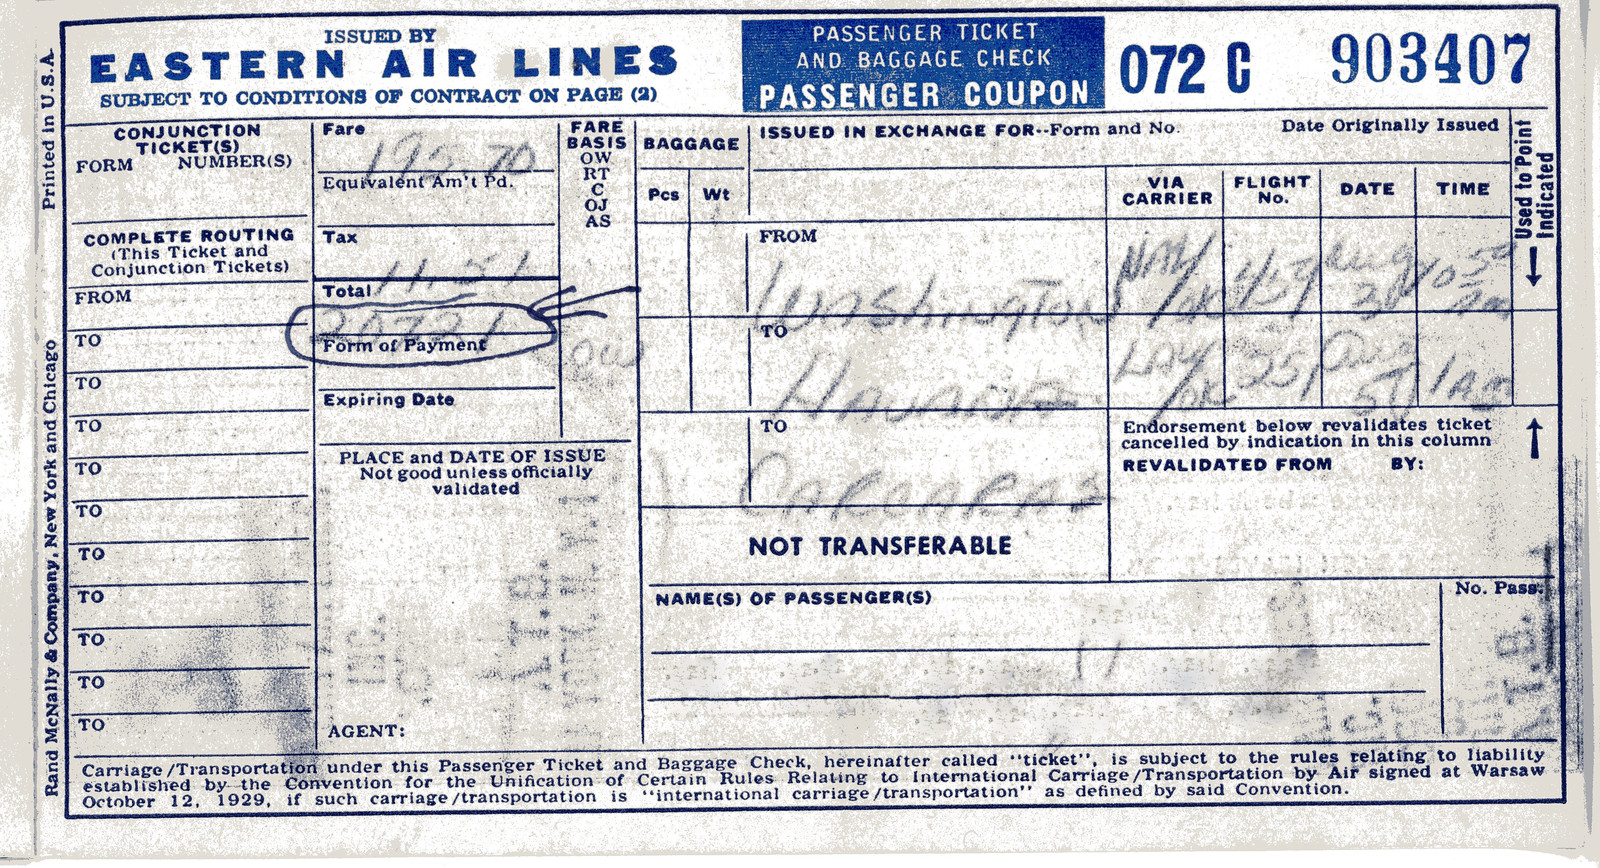 ISSUED BY
EASTERN AIR LINES
SUBJECT TO CONDITIONS OF CONTRACT ON PAGE (2)
PASSENGER TICKET
AND BAGGAGE CHECK
PASSENGER COUPON
072 C 903407
Printed in U.S.A.
Rand McNally & Company, New York and Chicago
CONJUNCTION
TICKET(S)
FORM NUMBER(S)
COMPLETE ROUTING
(This Ticket and
Conjunction Tickets)
FROM
TO
TO
TO
TO
TO
TO
TO
TO
TO
TO
Fare
192.70
Equivalent Am't Pd.
Tax
11.51
Total
Form of Payment
Expiring Date
PLACE and DATE OF ISSUE
Not good unless officially
validated
AGENT:
FARE
BASIS
OW
RT
C
OJ
AS
OW
BAGGAGE
Pcs Wt
ISSUED IN EXCHANGE FOR--Form and No. Date Originally Issued
VIA
CARRIER
FLIGHT
No.
DATE
TIME
Used to Point
Indicated
FROM
Washington
TO
Havana
TO
Caracas
NOT TRANSFERABLE
Endorsement below revalidates ticket
cancelled by indication in this column
REVALIDATED FROM BY:
NAME(S) OF PASSENGER(S)
No. Pass.
Carriage/Transportation under this Passenger Ticket and Baggage Check, hereinafter called "ticket", is subject to the rules relating to liability
established by the Convention for the Unification of Certain Rules Relating to International Carriage/Transportation by Air signed at Warsaw
October 12, 1929, if such carriage/transportation is "international carriage/transportation" as defined by said Convention.